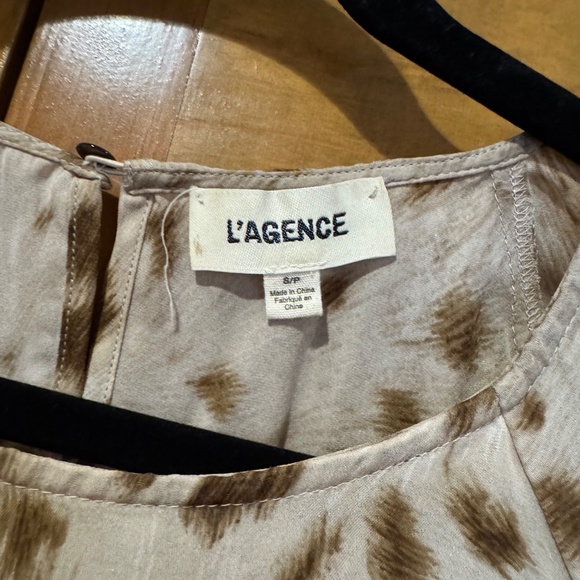 L'AGENCE
S/P
Made in China
Fabriqué en
Chine